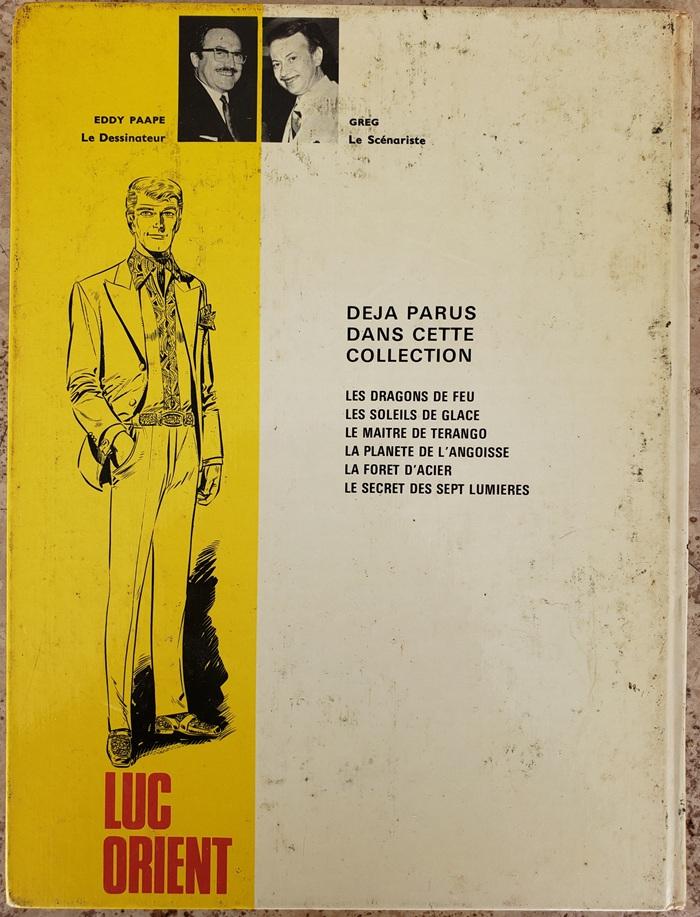 EDDY PAAPE
Le Dessinateur
GREG
Le Scénariste
DEJA PARUS
DANS CETTE
COLLECTION
LES DRAGONS DE FEU
LES SOLEILS DE GLACE
LE MAITRE DE TERANGO
LA PLANETE DE L'ANGOISSE
LA FORET D'ACIER
LE SECRET DES SEPT LUMIERES
LUC
ORIENT